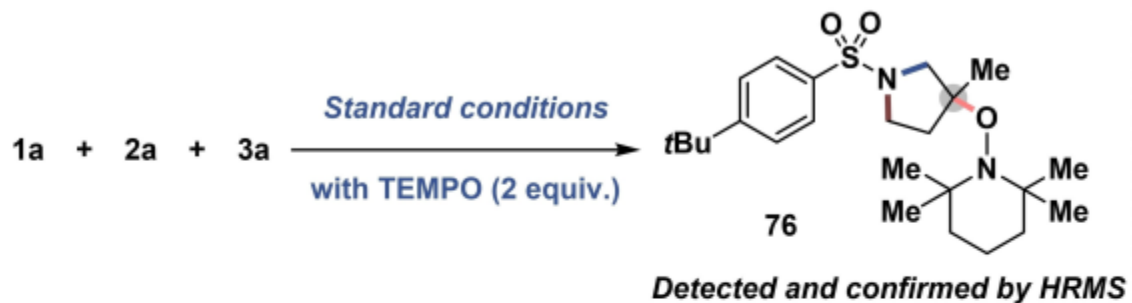 O O
S
N
Me
O
tBu
1a + 2a + 3a
Standard conditions
with TEMPO (2 equiv.)
Me
N
Me
Me
Me
76
Detected and confirmed by HRMS